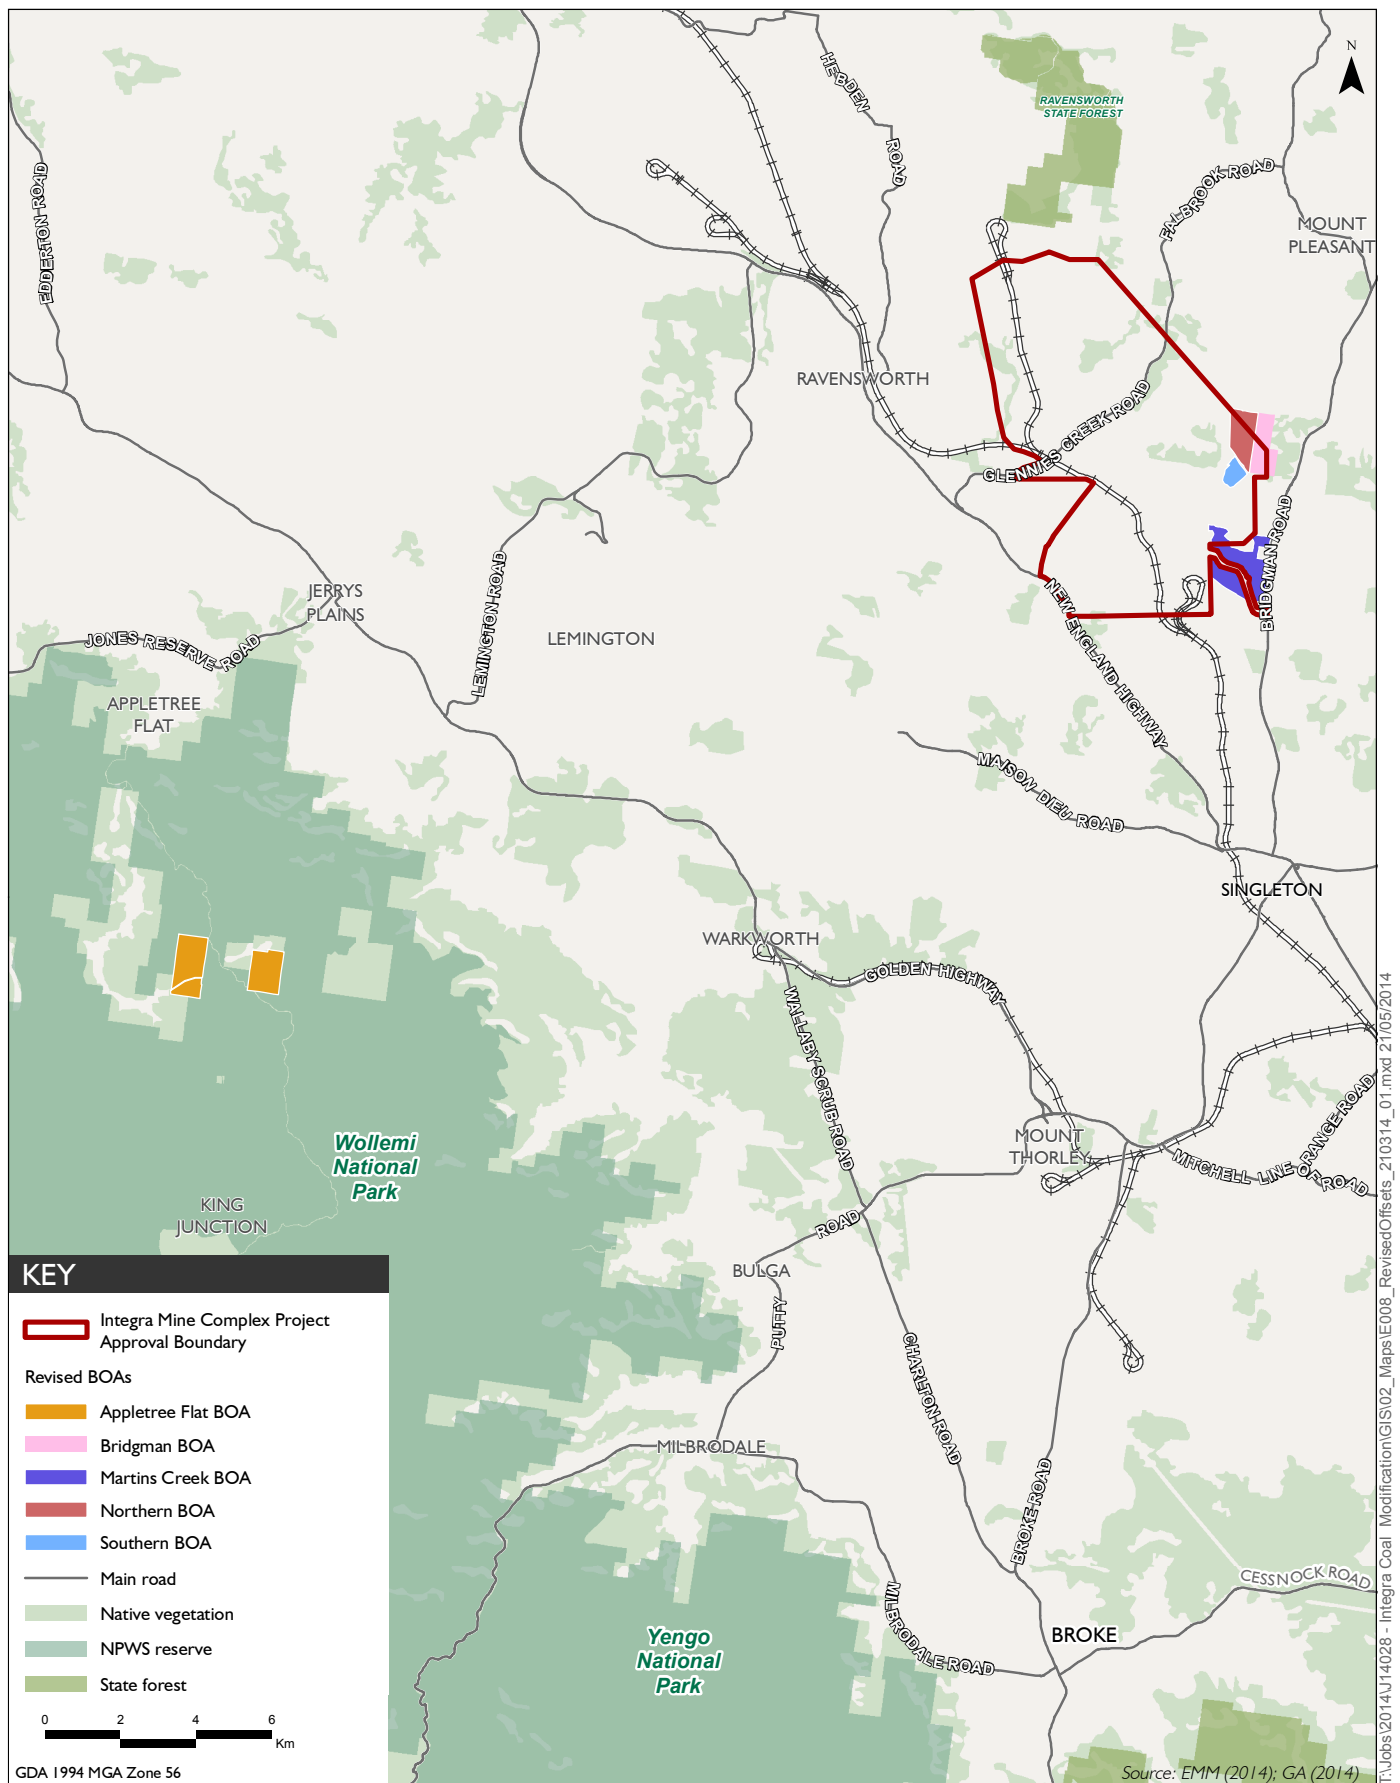 N
HEBDEN
ROAD
RAVENSWORTH
STATE FOREST
FALBROOK ROAD
EDDERTON ROAD
MOUNT
PLEASANT
RAVENSWORTH
GLENNIES CREEK ROAD
BRIDGMAN ROAD
JERRYS
PLAINS
JONES RESERVE ROAD
LEMINGTON ROAD
LEMINGTON
NEW ENGLAND HIGHWAY
APPLETREE
FLAT
MAISON DIEU ROAD
SINGLETON
WARKWORTH
GOLDEN HIGHWAY
WALLABY SCRUB ROAD
MOUNT
THORLEY
MITCHELL LINE OF ROAD
RANGE ROAD
Wollemi
National
Park
KING
JUNCTION
ROAD
BULGA
PUTTY
CHARLTON ROAD
MILBRODALE
BROKE ROAD
CESSNOCK ROAD
MILBRODALE ROAD
BROKE
Yengo
National
Park
KEY
Integra Mine Complex Project
Approval Boundary
Revised BOAs
Appletree Flat BOA
Bridgman BOA
Martins Creek BOA
Northern BOA
Southern BOA
Main road
Native vegetation
NPWS reserve
State forest
0 2 4 6
Km
GDA 1994 MGA Zone 56
Source: EMM (2014); GA (2014)
T:\Jobs\2014\J14028 - Integra Coal Modification\GIS\02_Maps\E008_RevisedOffsets_210314_01.mxd 21/05/2014